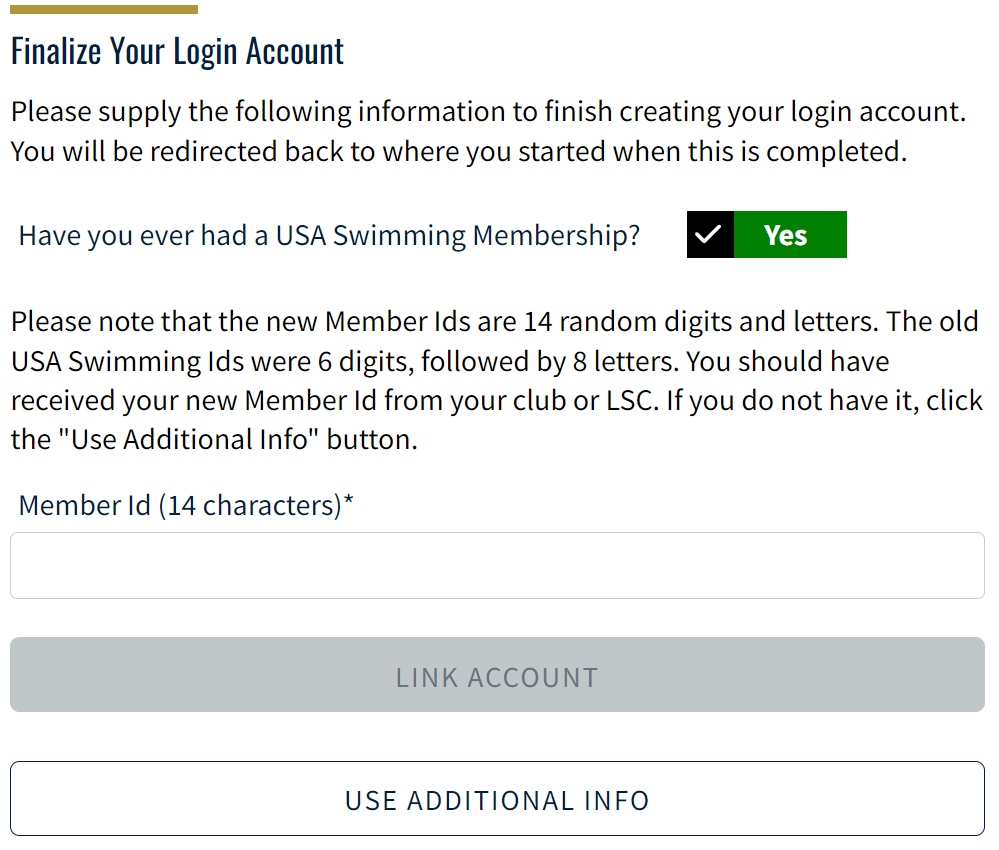 Finalize Your Login Account
Please supply the following information to finish creating your login account.
You will be redirected back to where you started when this is completed.
Have you ever had a USA Swimming Membership?
Yes
Please note that the new Member Ids are 14 random digits and letters. The old
USA Swimming Ids were 6 digits, followed by 8 letters. You should have
received your new Member Id from your club or LSC. If you do not have it, click
the "Use Additional Info" button.
Member Id (14 characters)*
LINK ACCOUNT
USE ADDITIONAL INFO